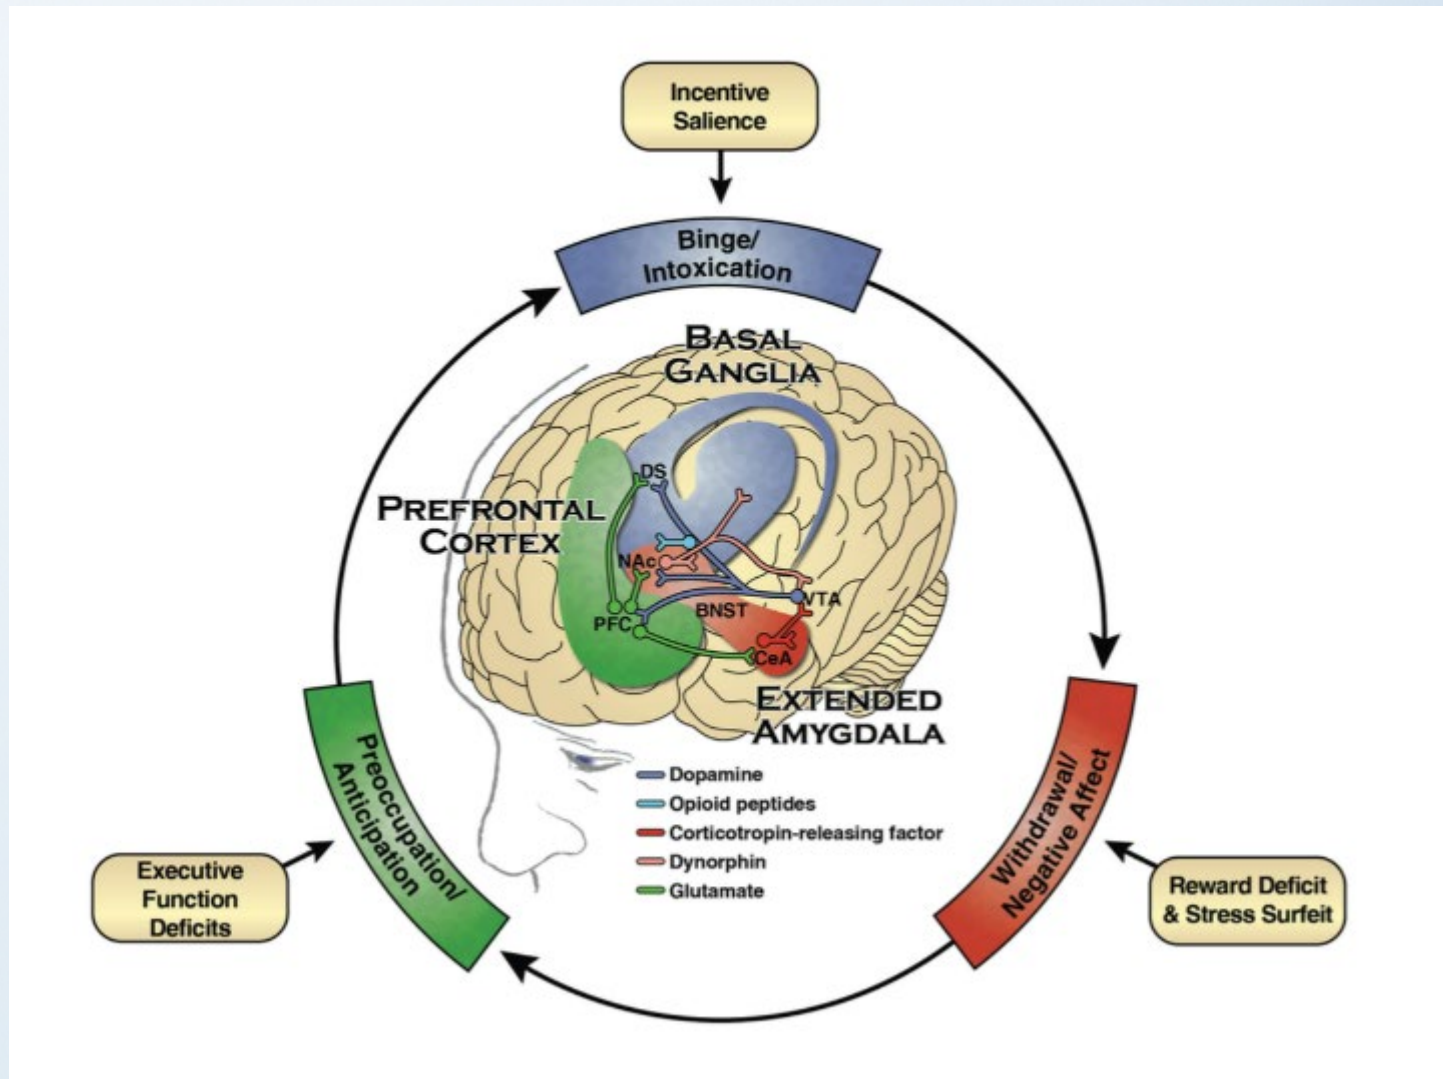 Incentive
Salience
Binge/
Intoxication
BASAL
GANGLIA
DS
PREFRONTAL
CORTEX
NAc
VTA
BNST
PFC
CeA
EXTENDED
AMYGDALA
Preoccupation/
Anticipation
Withdrawal/
Negative Affect
Dopamine
Opioid peptides
Corticotropin-releasing factor
Dynorphin
Glutamate
Executive
Function
Deficits
Reward Deficit
& Stress Surfeit